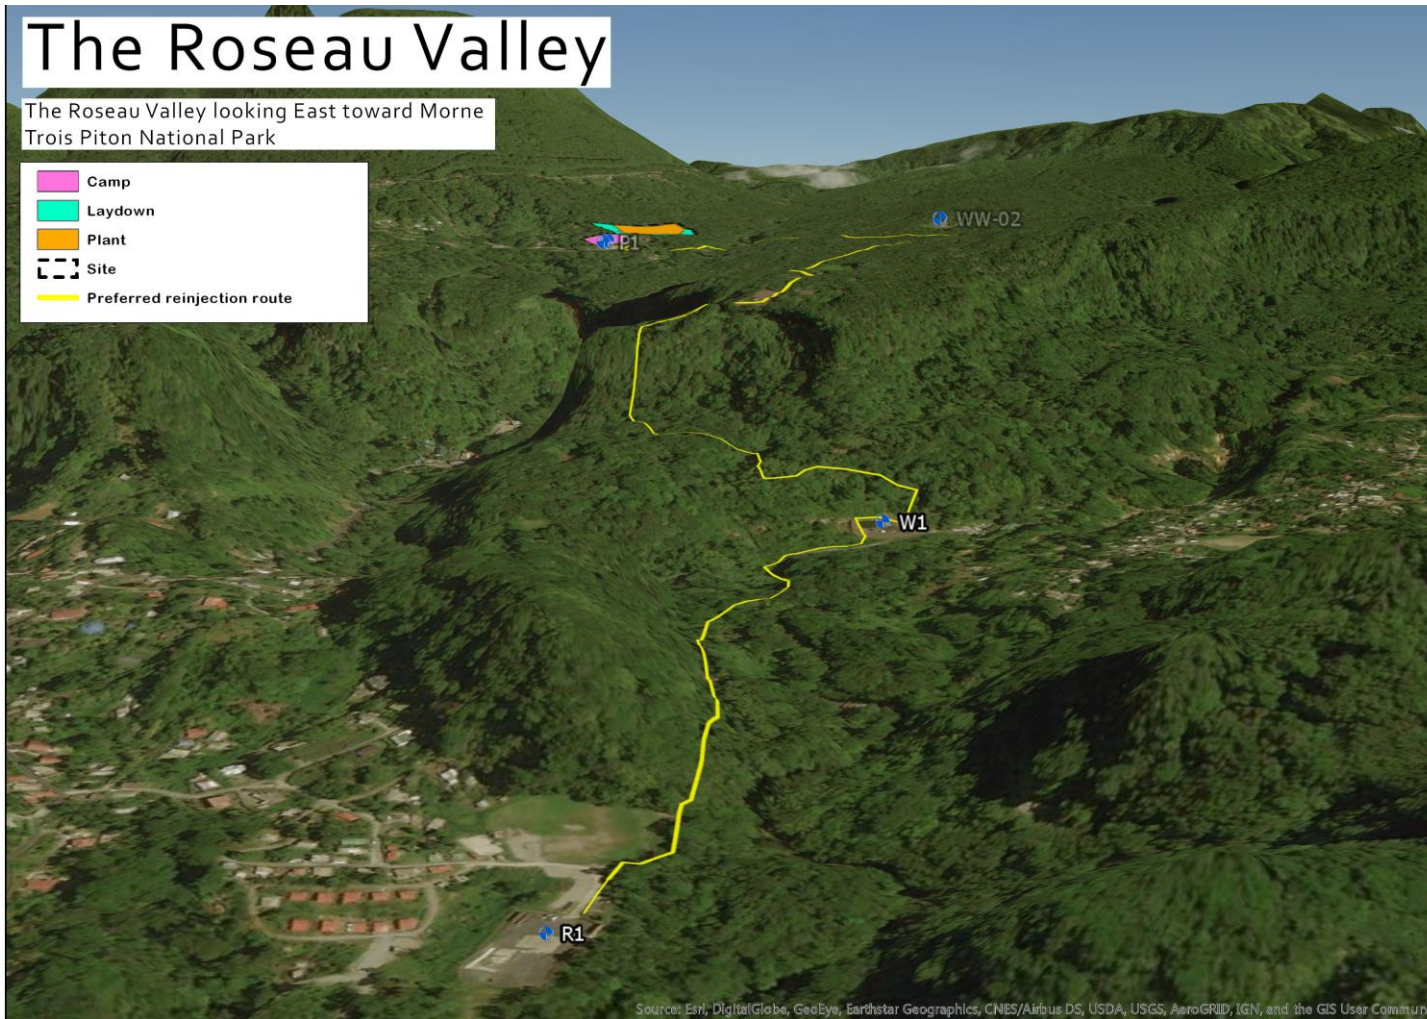 The Roseau Valley
The Roseau Valley looking East toward Morne
Trois Piton National Park
Camp
Laydown
Plant
Site
Preferred reinjection route
P1
WW-02
W1
R1
Source: Esri, DigitalGlobe, GeoEye, Earthstar Geographics, CNES/Airbus DS, USDA, USGS, AeroGRID, IGN, and the GIS User Commun